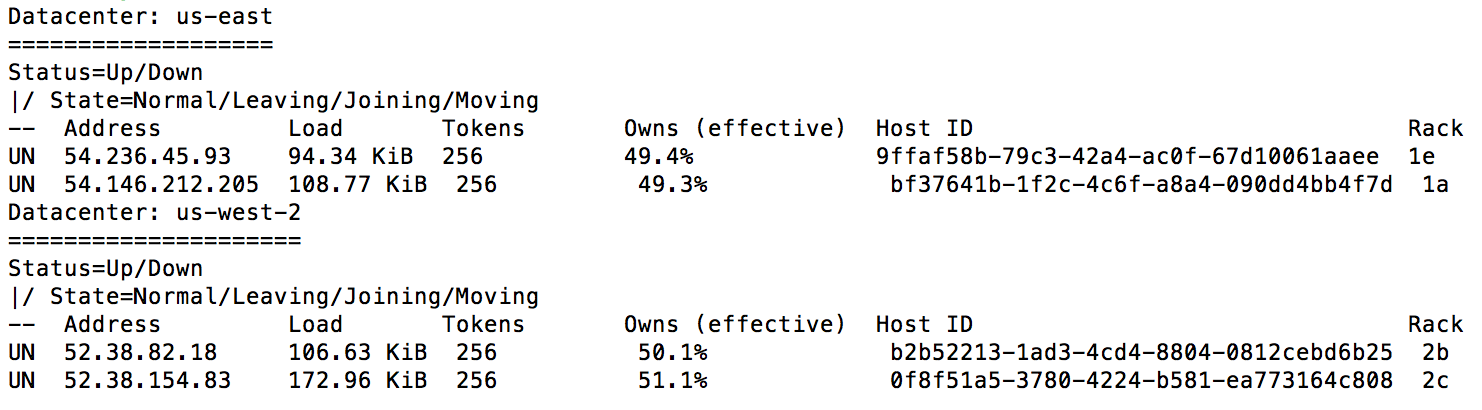 Datacenter: us-east
===================
Status=Up/Down
|/ State=Normal/Leaving/Joining/Moving
--  Address         Load       Tokens       Owns (effective)  Host ID                               Rack
UN  54.236.45.93    94.34 KiB  256          49.4%             9ffaf58b-79c3-42a4-ac0f-67d10061aaee  1e
UN  54.146.212.205  108.77 KiB  256          49.3%             bf37641b-1f2c-4c6f-a8a4-090dd4bb4f7d  1a
Datacenter: us-west-2
=====================
Status=Up/Down
|/ State=Normal/Leaving/Joining/Moving
--  Address         Load       Tokens       Owns (effective)  Host ID                               Rack
UN  52.38.82.18     106.63 KiB  256          50.1%             b2b52213-1ad3-4cd4-8804-0812cebd6b25  2b
UN  52.38.154.83    172.96 KiB  256          51.1%             0f8f51a5-3780-4224-b581-ea773164c808  2c